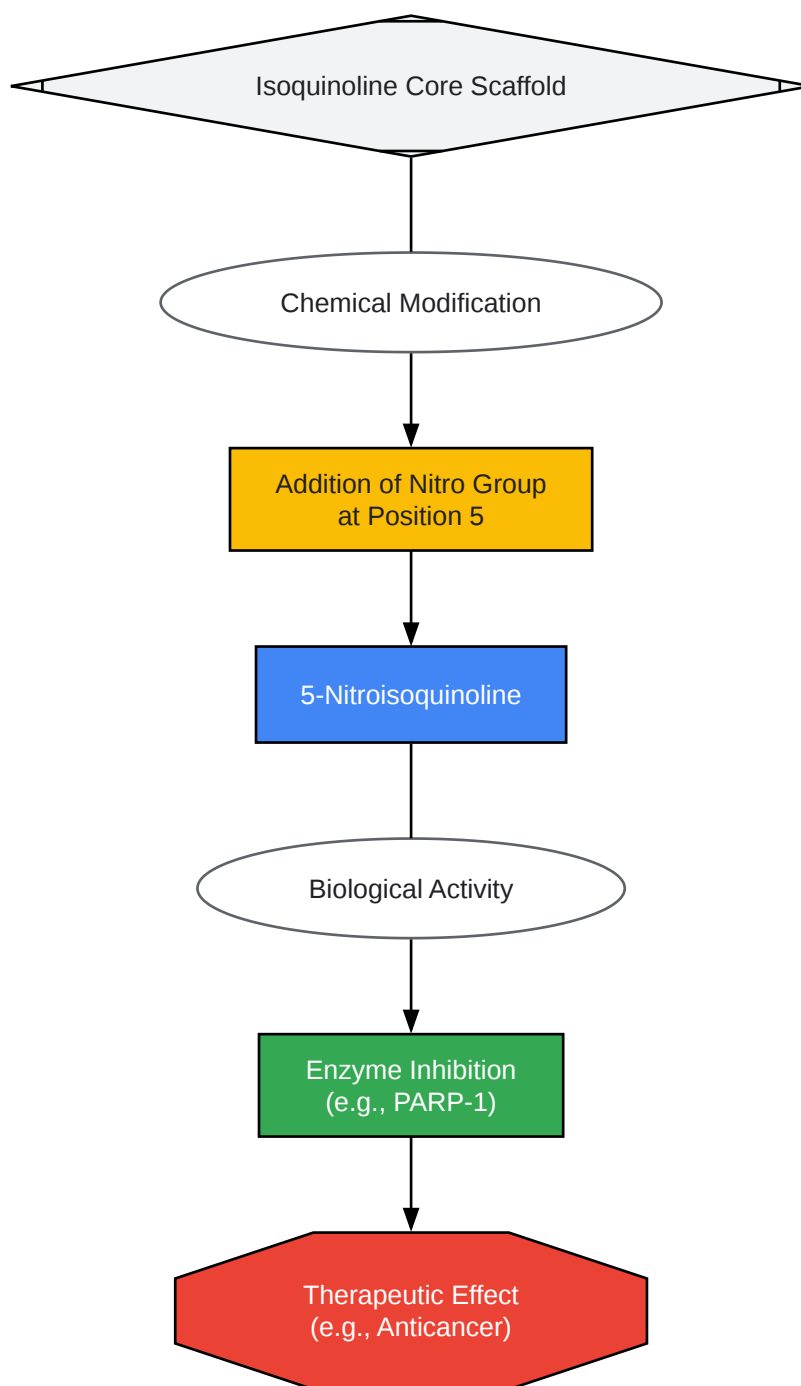 Isoquinoline Core Scaffold
Chemical Modification
Addition of Nitro Group
at Position 5
5-Nitroisoquinoline
Biological Activity
Enzyme Inhibition
(e.g., PARP-1)
Therapeutic Effect
(e.g., Anticancer)